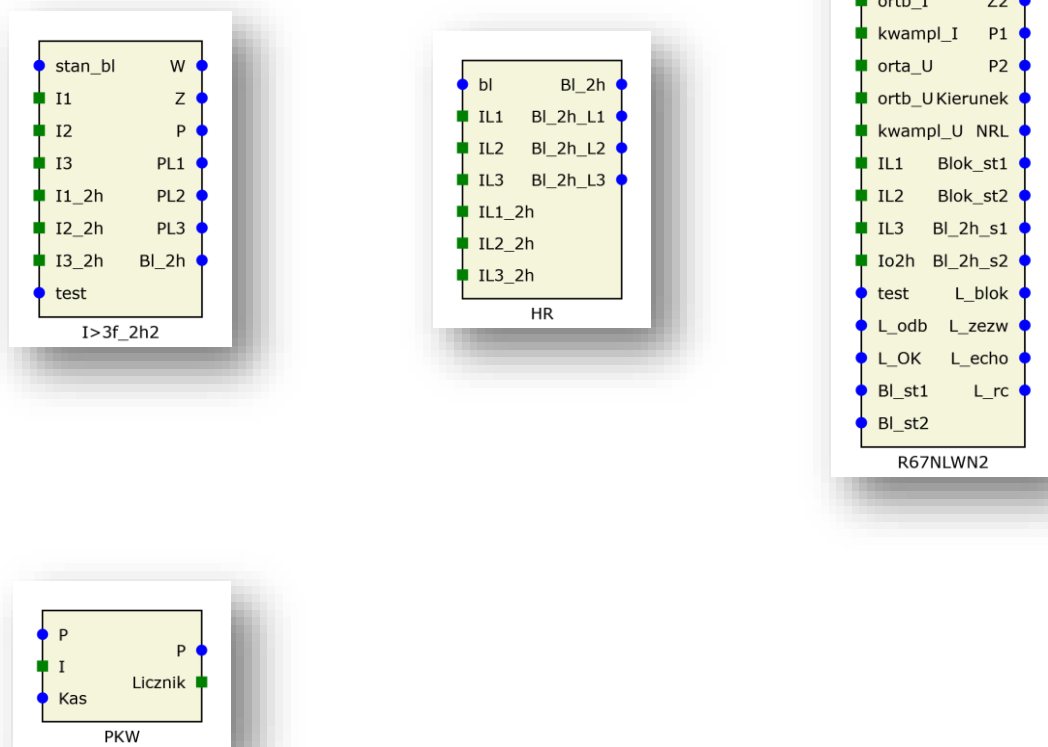 stan_bl W
I1 Z
I2 P
I3 PL1
I1_2h PL2
I2_2h PL3
I3_2h Bl_2h
test
I>3f_2h2
bl Bl_2h
IL1 Bl_2h_L1
IL2 Bl_2h_L2
IL3 Bl_2h_L3
IL1_2h
IL2_2h
IL3_2h
HR
ortb_I Z2
kwampl_I P1
orta_U P2
ortb_U Kierunek
kwampl_U NRL
IL1 Blok_st1
IL2 Blok_st2
IL3 Bl_2h_s1
Io2h Bl_2h_s2
test L_blok
L_odb L_zezw
L_OK L_echo
Bl_st1 L_rc
Bl_st2
R67NLWN2
P P
I Licznik
Kas
PKW